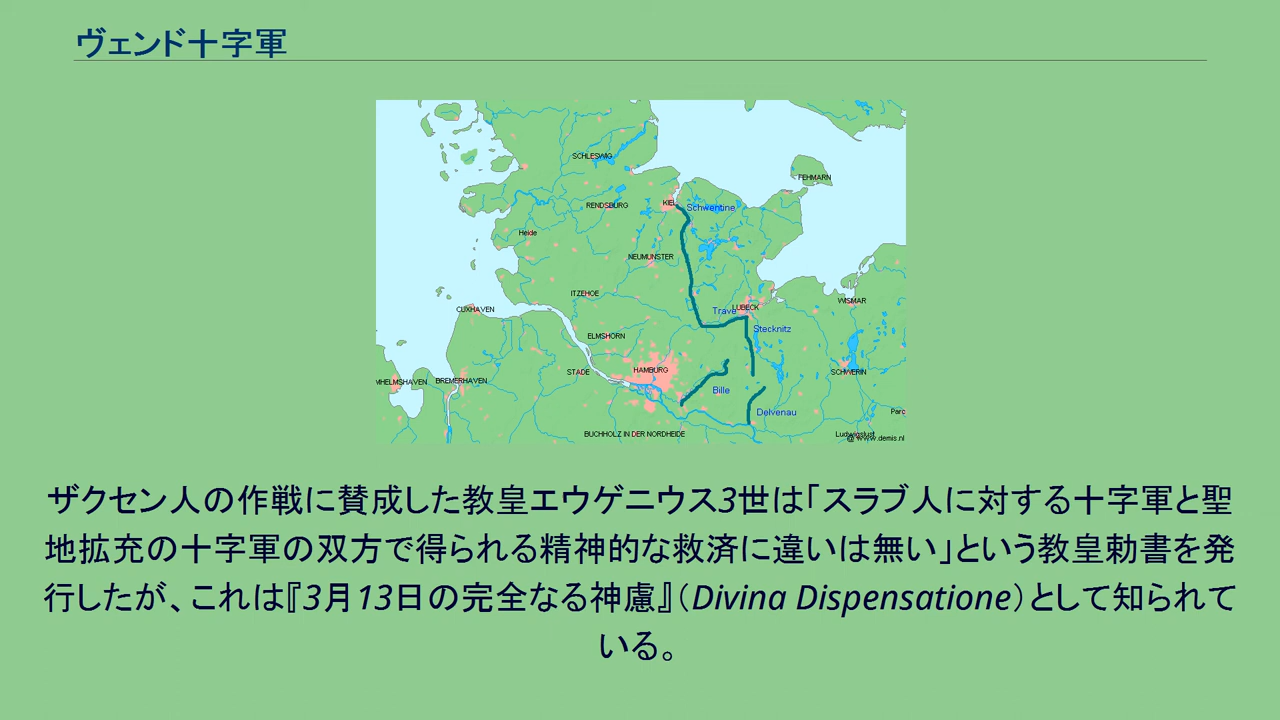 ヴェンド十字軍
SCHLESWIG
FEHMARN
RENDSBURG
KIEL
Schwentine
Heide
NEUMUNSTER
ITZEHOE
WISMAR
CUXHAVEN
LUBECK
Trave
Stecknitz
ELMSHORN
STADE
HAMBURG
SCHWERIN
WILHELMSHAVEN
BREMERHAVEN
Bille
Delvenau
Parc
BUCHHOLZ IN DER NORDHEIDE
Ludwigslust
@ www.demis.nl
ザクセン人の作戦に賛成した教皇エウゲニウス3世は「スラブ人に対する十字軍と聖
地拡充の十字軍の双方で得られる精神的な救済に違いは無い」という教皇勅書を発
行したが、これは『3月13日の完全なる神慮』（Divina Dispensatione）として知られて
いる。